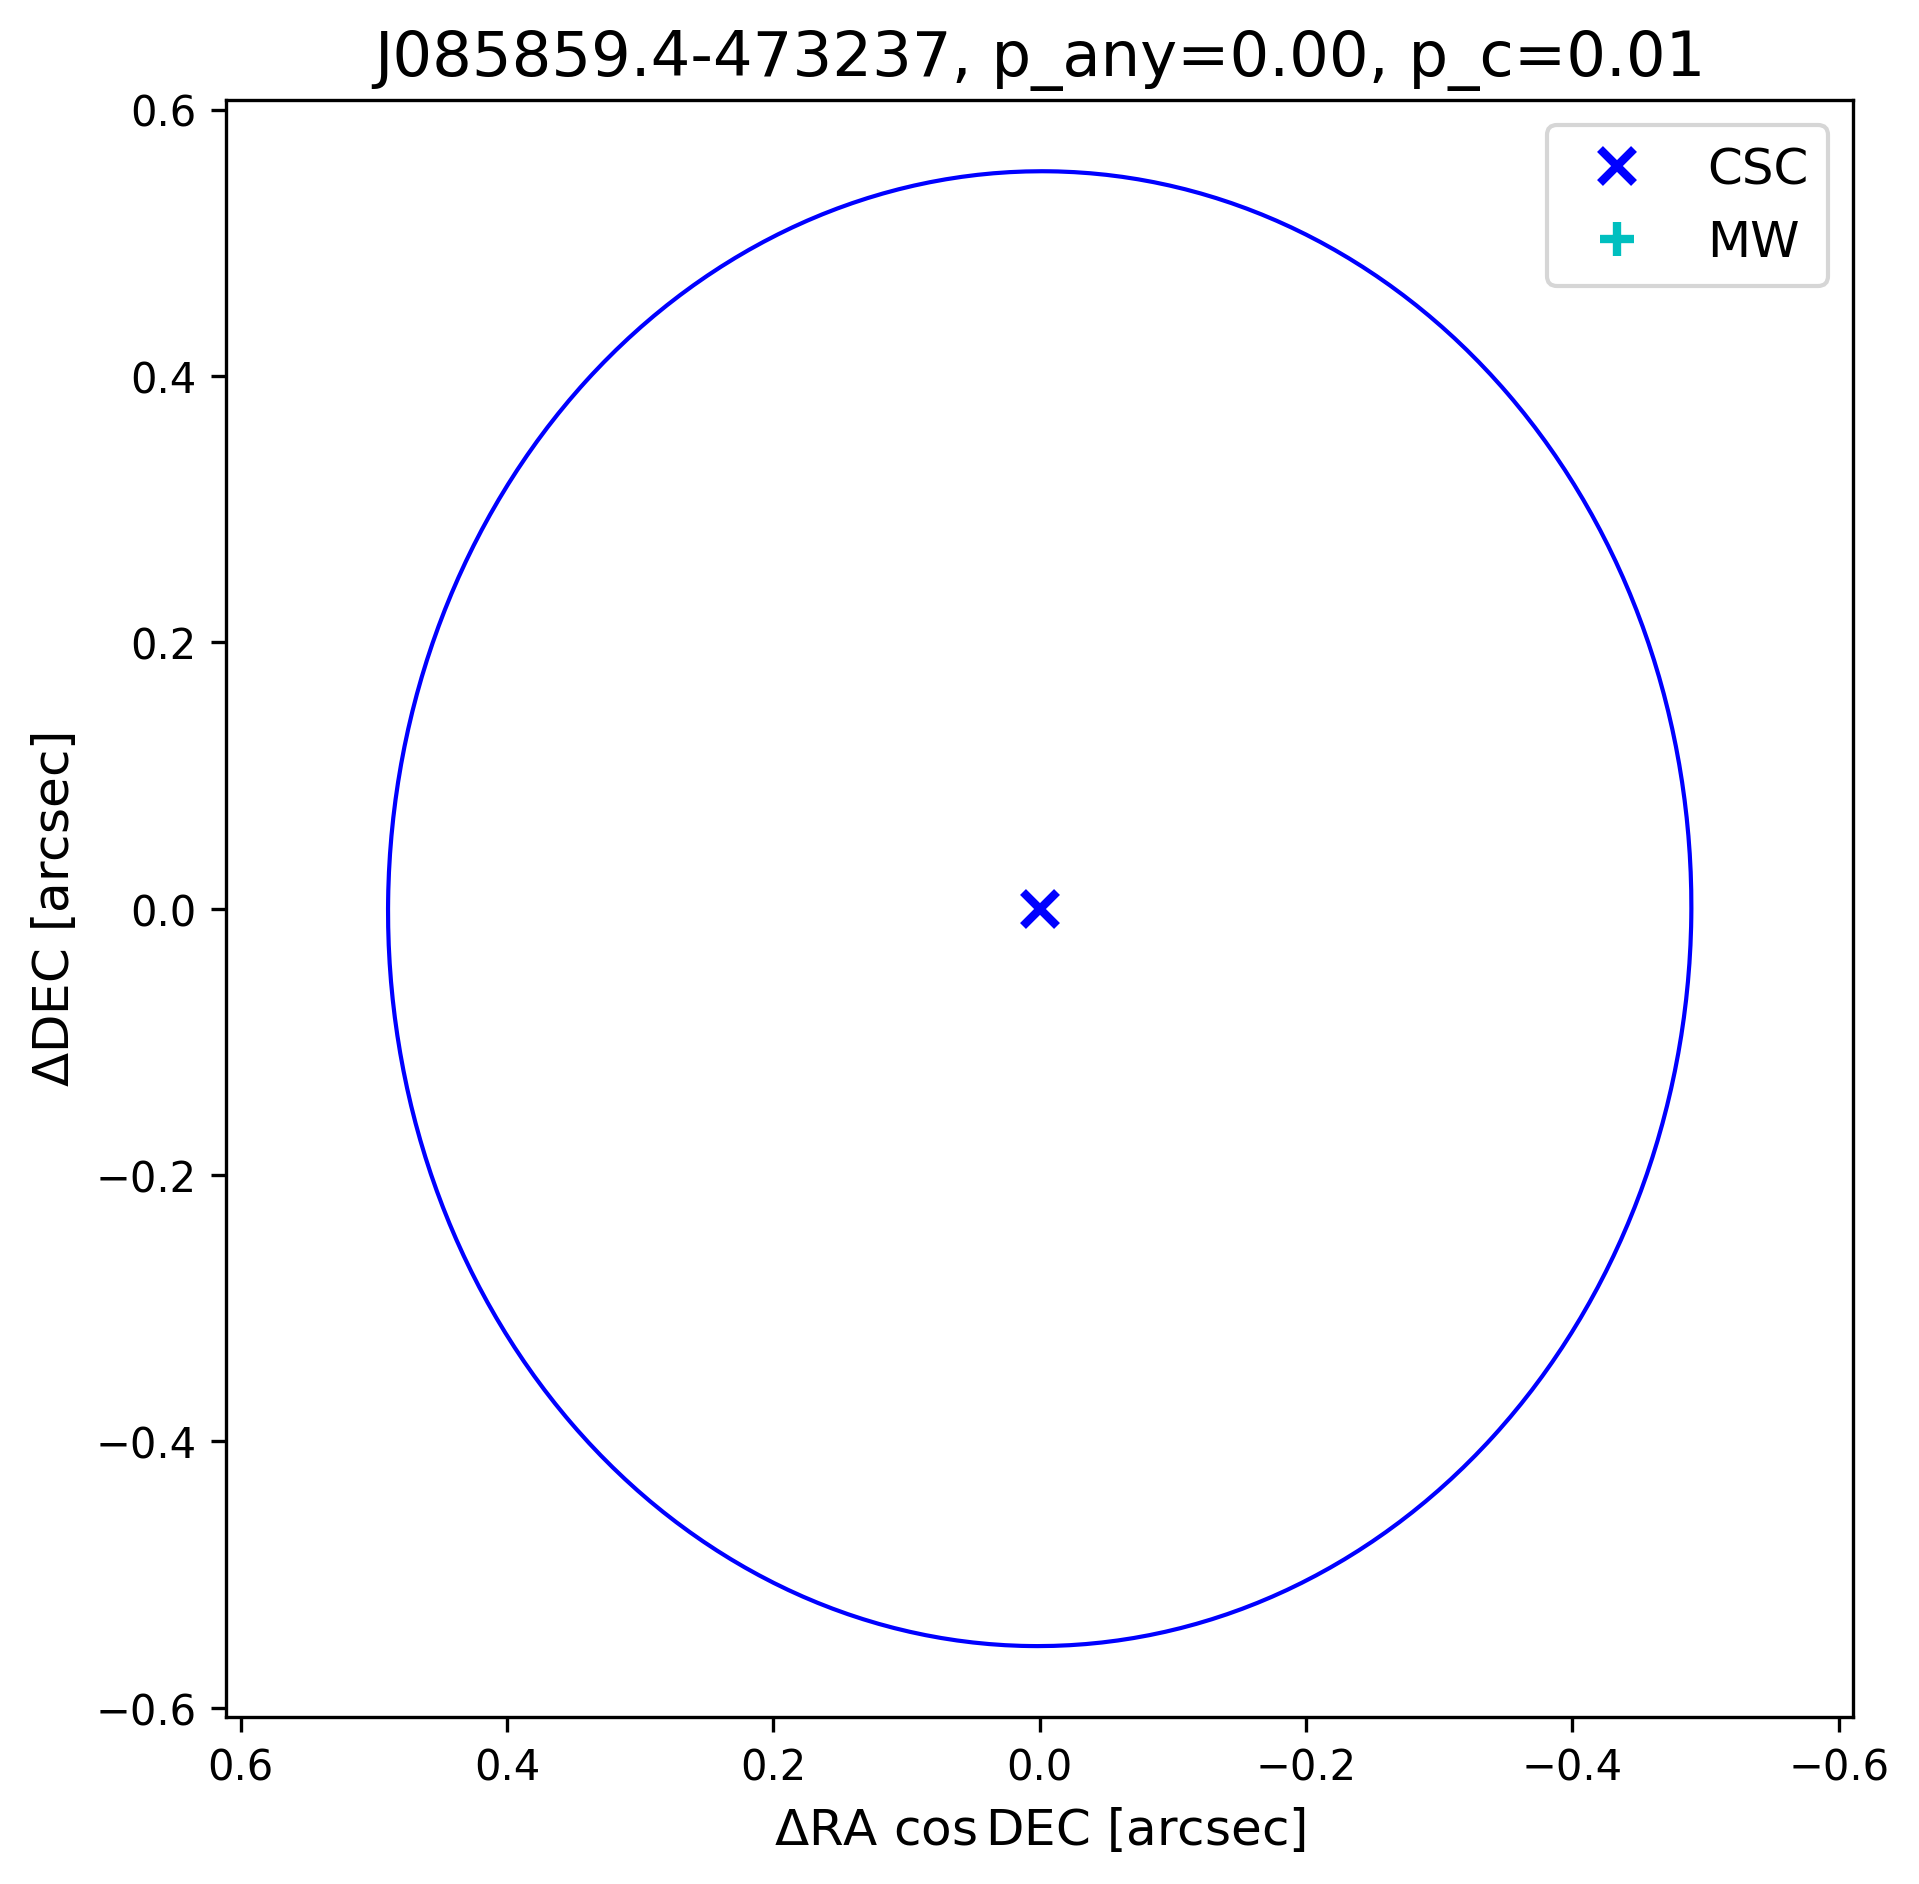 J085859.4-473237, p_any=0.00, p_c=0.01
CSC
MW
0.6
0.4
0.2
0.0
−0.2
−0.4
−0.6
ΔDEC [arcsec]
0.6 0.4 0.2 0.0 −0.2 −0.4 −0.6
ΔRA cos DEC [arcsec]